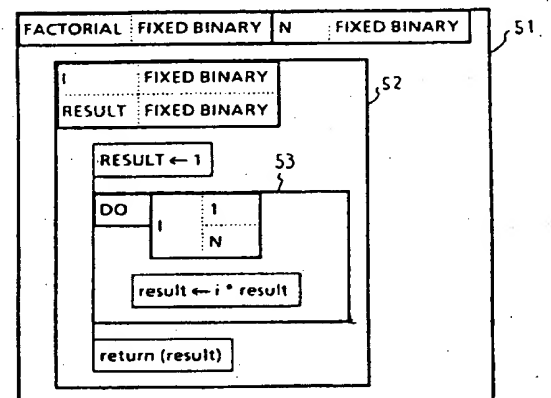 FACTORIAL FIXED BINARY N FIXED BINARY 51
I FIXED BINARY 52
RESULT FIXED BINARY
RESULT ← 1 53
DO I 1
N
result ← i * result
return (result)